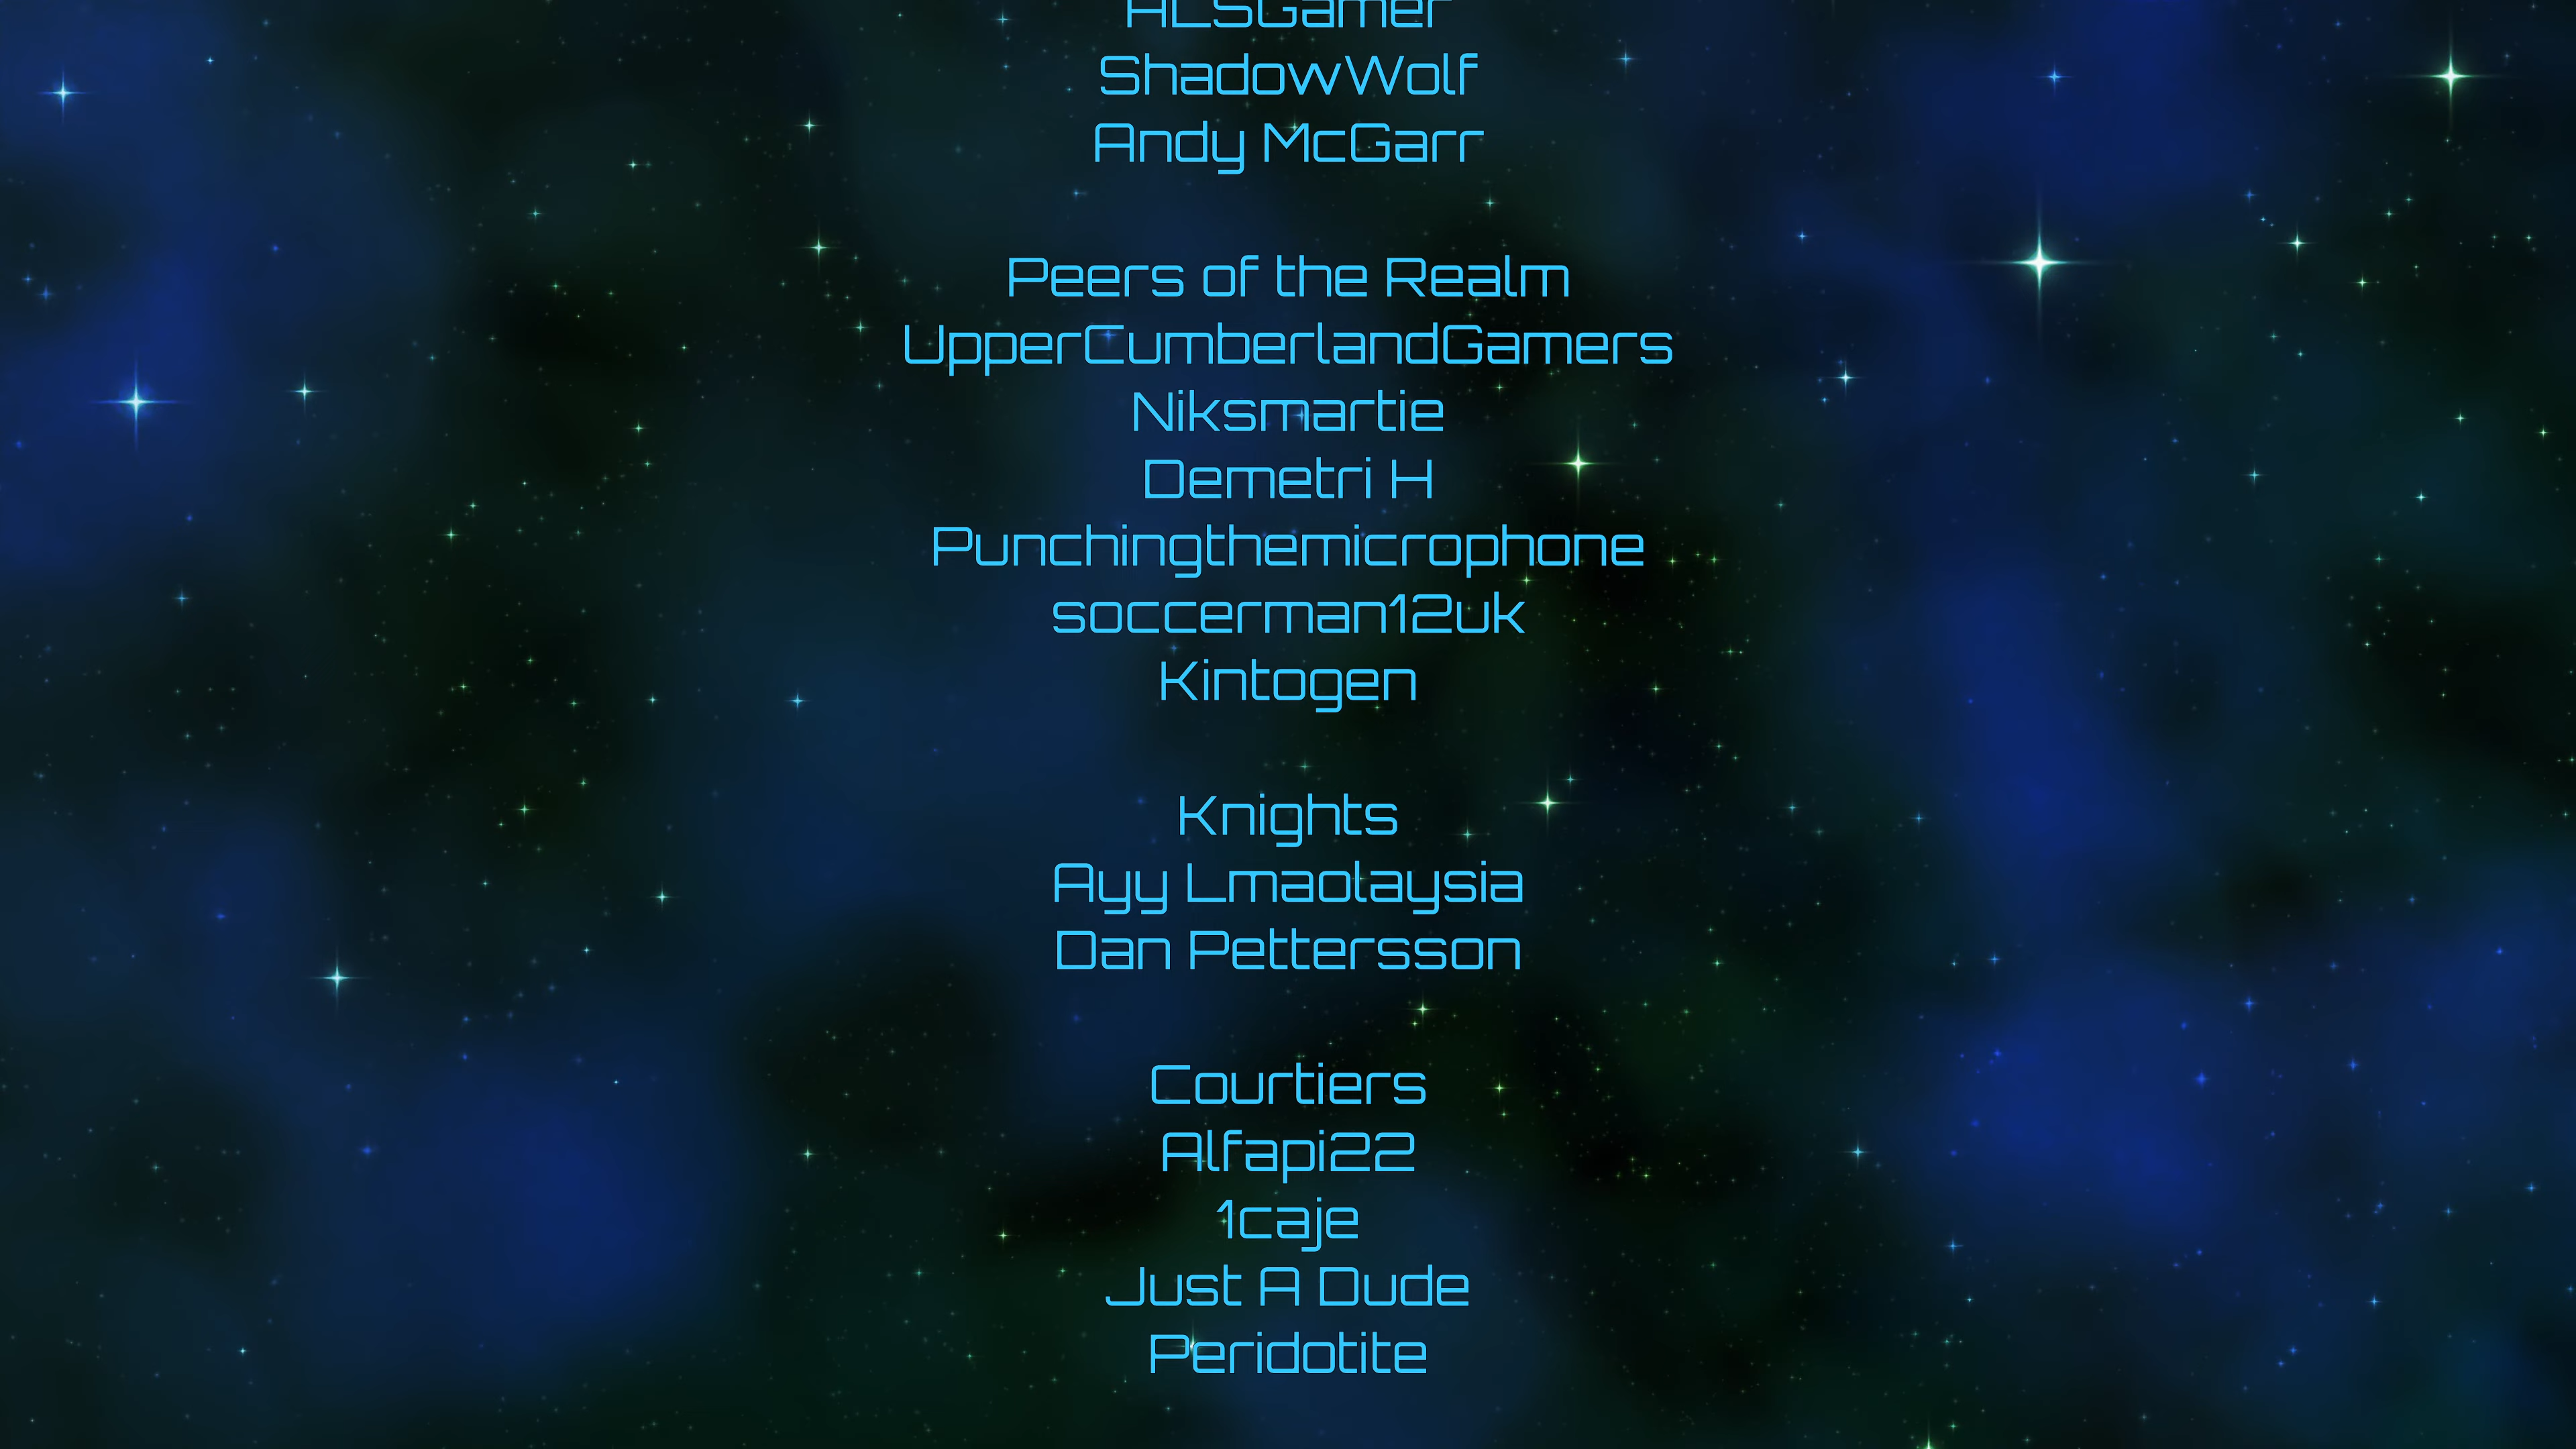 ShadowWolf
Andy McGarr
Peers of the Realm
UpperCumberlandGamers
Niksmartie
Demetri H
Punchingthemicrophone
soccerman12uk
Kintogen
Knights
Ayy Lmaolaysia
Dan Pettersson
Courtiers
Alfapi22
1caje
Just A Dude
Peridotite